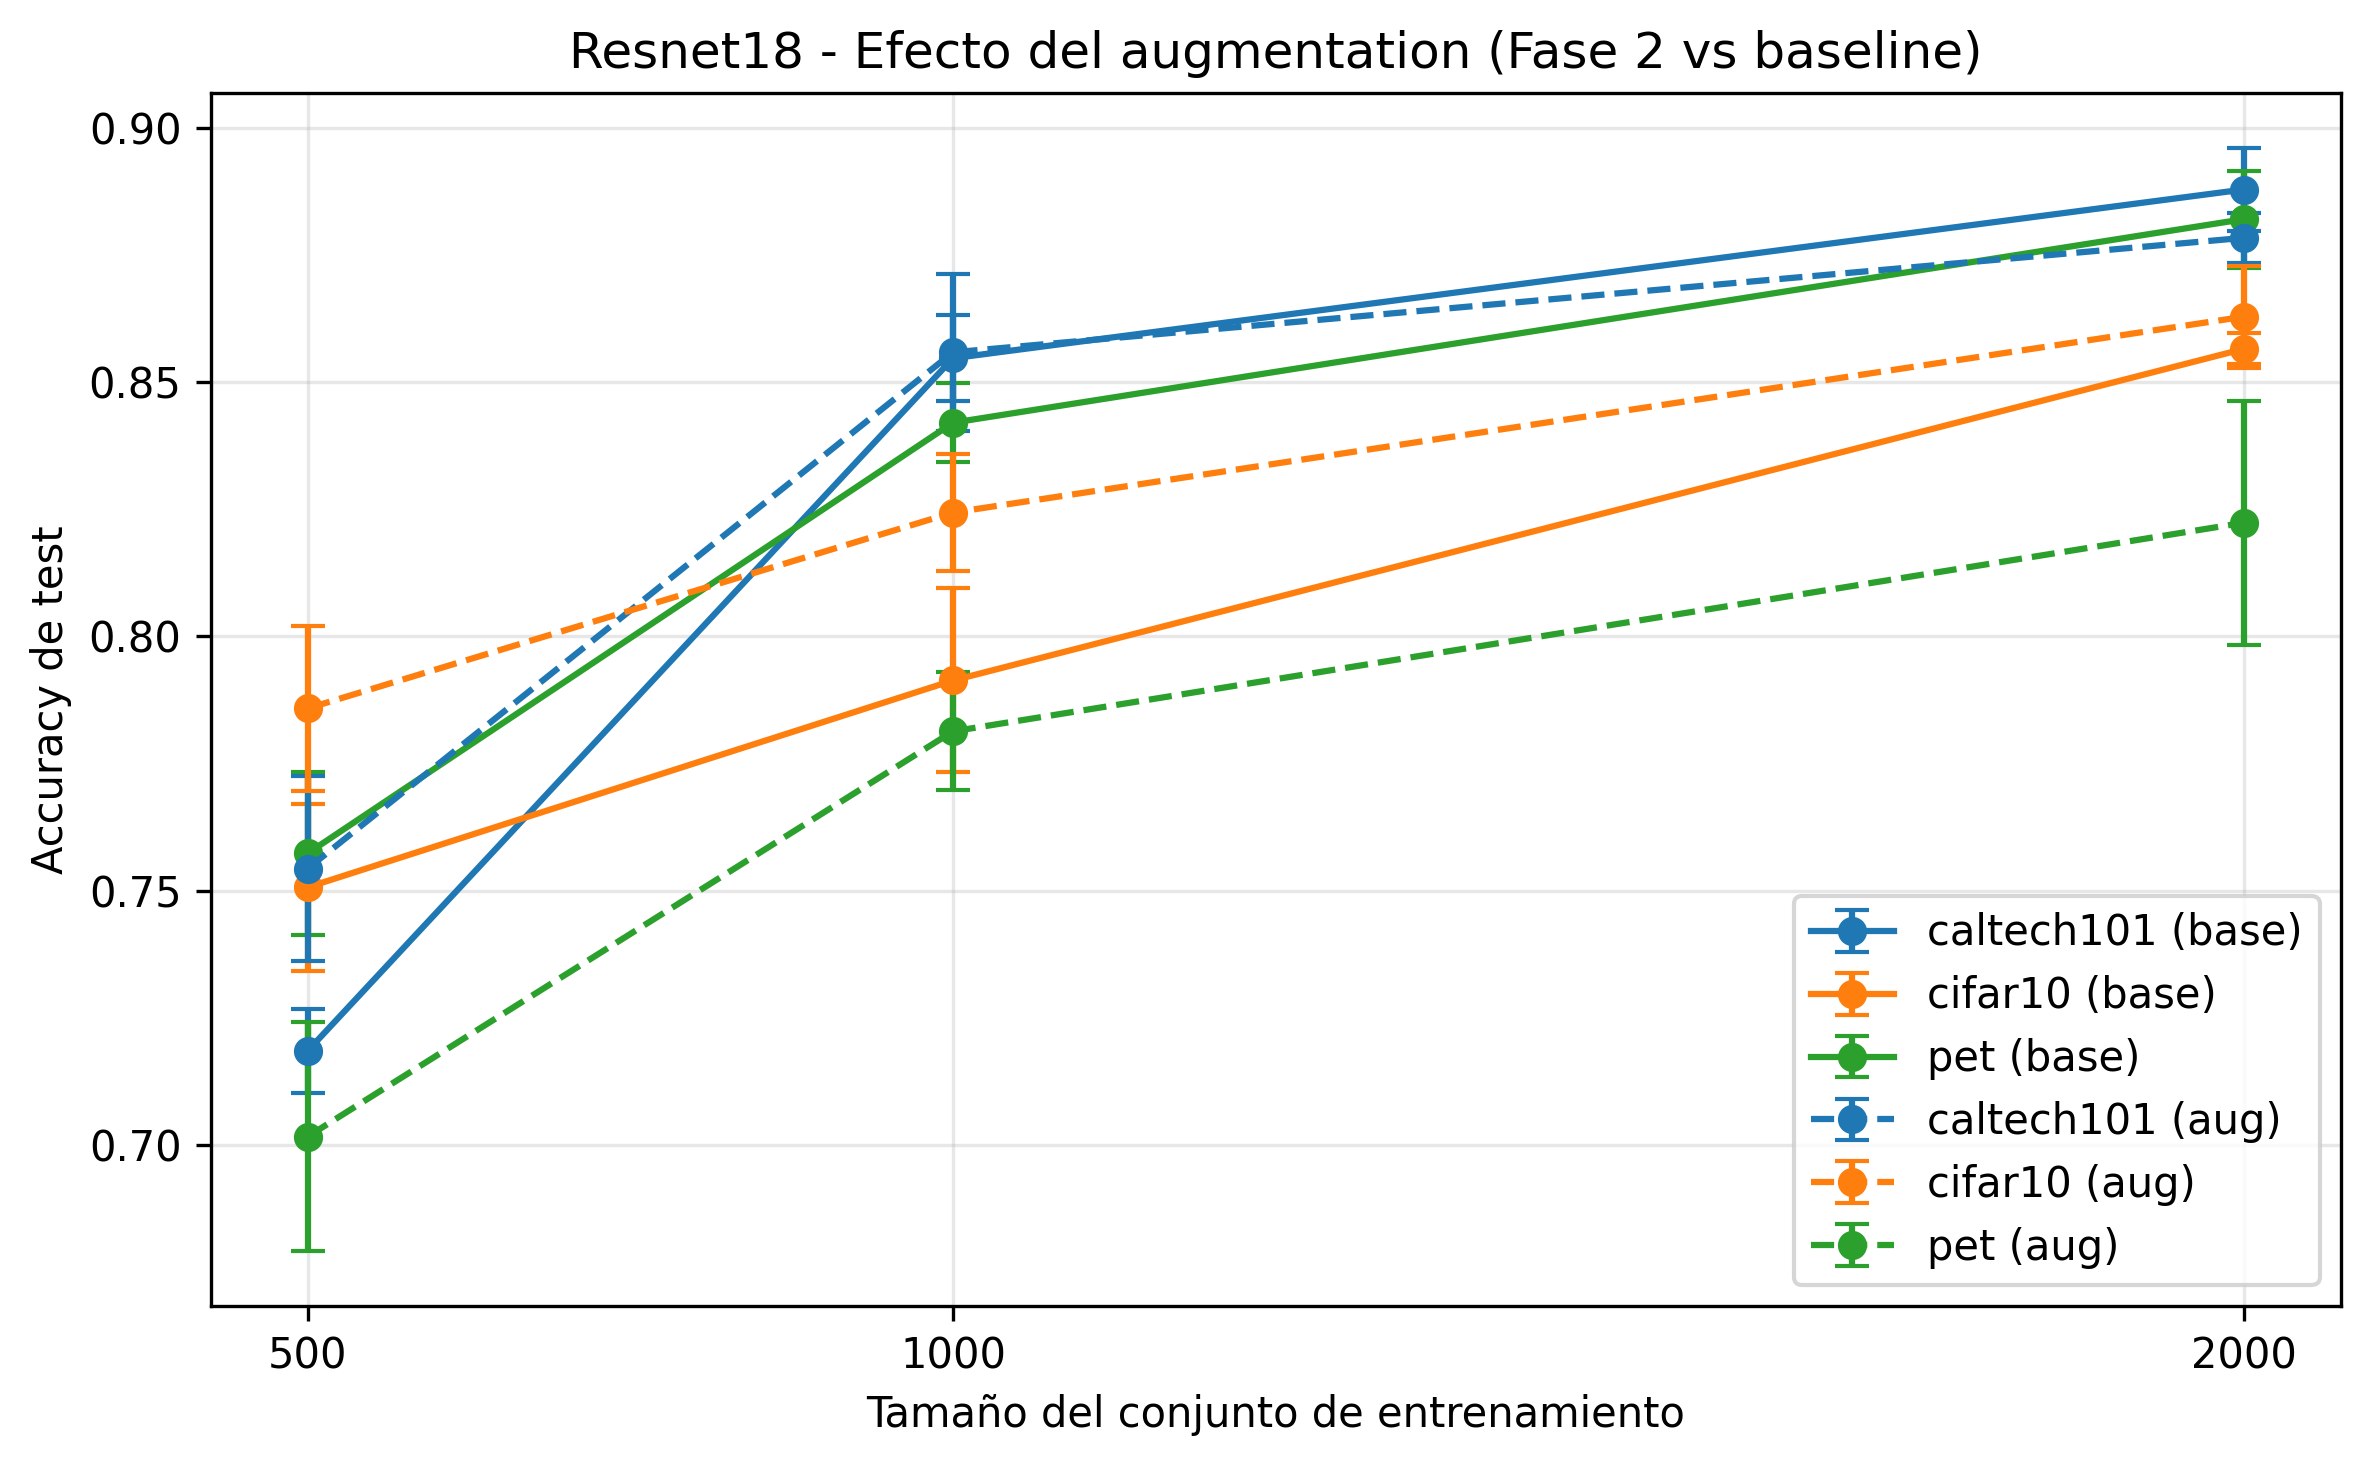 Resnet18 - Efecto del augmentation (Fase 2 vs baseline)
0.90
0.85
0.80
0.75
0.70
Accuracy de test
500
1000
2000
Tamaño del conjunto de entrenamiento
caltech101 (base)
cifar10 (base)
pet (base)
caltech101 (aug)
cifar10 (aug)
pet (aug)